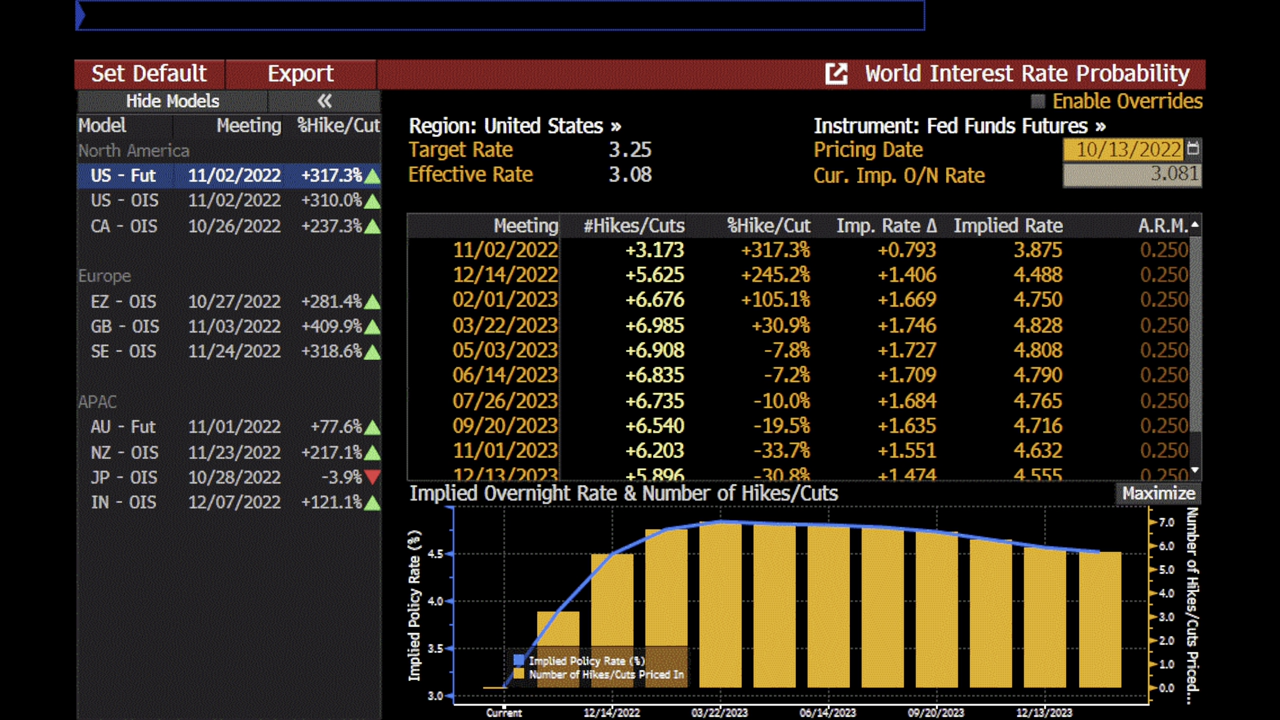 Set Default Export World Interest Rate Probability
Hide Models « Enable Overrides
Model Meeting %Hike/Cut
North America
US - Fut 11/02/2022 +317.3%
US - OIS 11/02/2022 +310.0%
CA - OIS 10/26/2022 +237.3%
Europe
EZ - OIS 10/27/2022 +281.4%
GB - OIS 11/03/2022 +409.9%
SE - OIS 11/24/2022 +318.6%
APAC
AU - Fut 11/01/2022 +77.6%
NZ - OIS 11/23/2022 +217.1%
JP - OIS 10/28/2022 -3.9%
IN - OIS 12/07/2022 +121.1%
Region: United States » Instrument: Fed Funds Futures »
Target Rate 3.25 Pricing Date 10/13/2022
Effective Rate 3.08 Cur. Imp. O/N Rate 3.081
Meeting #Hikes/Cuts %Hike/Cut Imp. Rate Δ Implied Rate A.R.M.
11/02/2022 +3.173 +317.3% +0.793 3.875 0.250
12/14/2022 +5.625 +245.2% +1.406 4.488 0.250
02/01/2023 +6.676 +105.1% +1.669 4.750 0.250
03/22/2023 +6.985 +30.9% +1.746 4.828 0.250
05/03/2023 +6.908 -7.8% +1.727 4.808 0.250
06/14/2023 +6.835 -7.2% +1.709 4.790 0.250
07/26/2023 +6.735 -10.0% +1.684 4.765 0.250
09/20/2023 +6.540 -19.5% +1.635 4.716 0.250
11/01/2023 +6.203 -33.7% +1.551 4.632 0.250
12/13/2023 +5.896 -30.8% +1.474 4.555 0.250
Implied Overnight Rate & Number of Hikes/Cuts Maximize
Implied Policy Rate (%)
4.5
4.0
3.5
3.0
Implied Policy Rate (%)
Number of Hikes/Cuts Priced In
7.0
6.0
5.0
4.0
3.0
2.0
1.0
0.0
Number of Hikes/Cuts Priced...
Current 12/14/2022 03/22/2023 06/14/2023 09/20/2023 12/13/2023